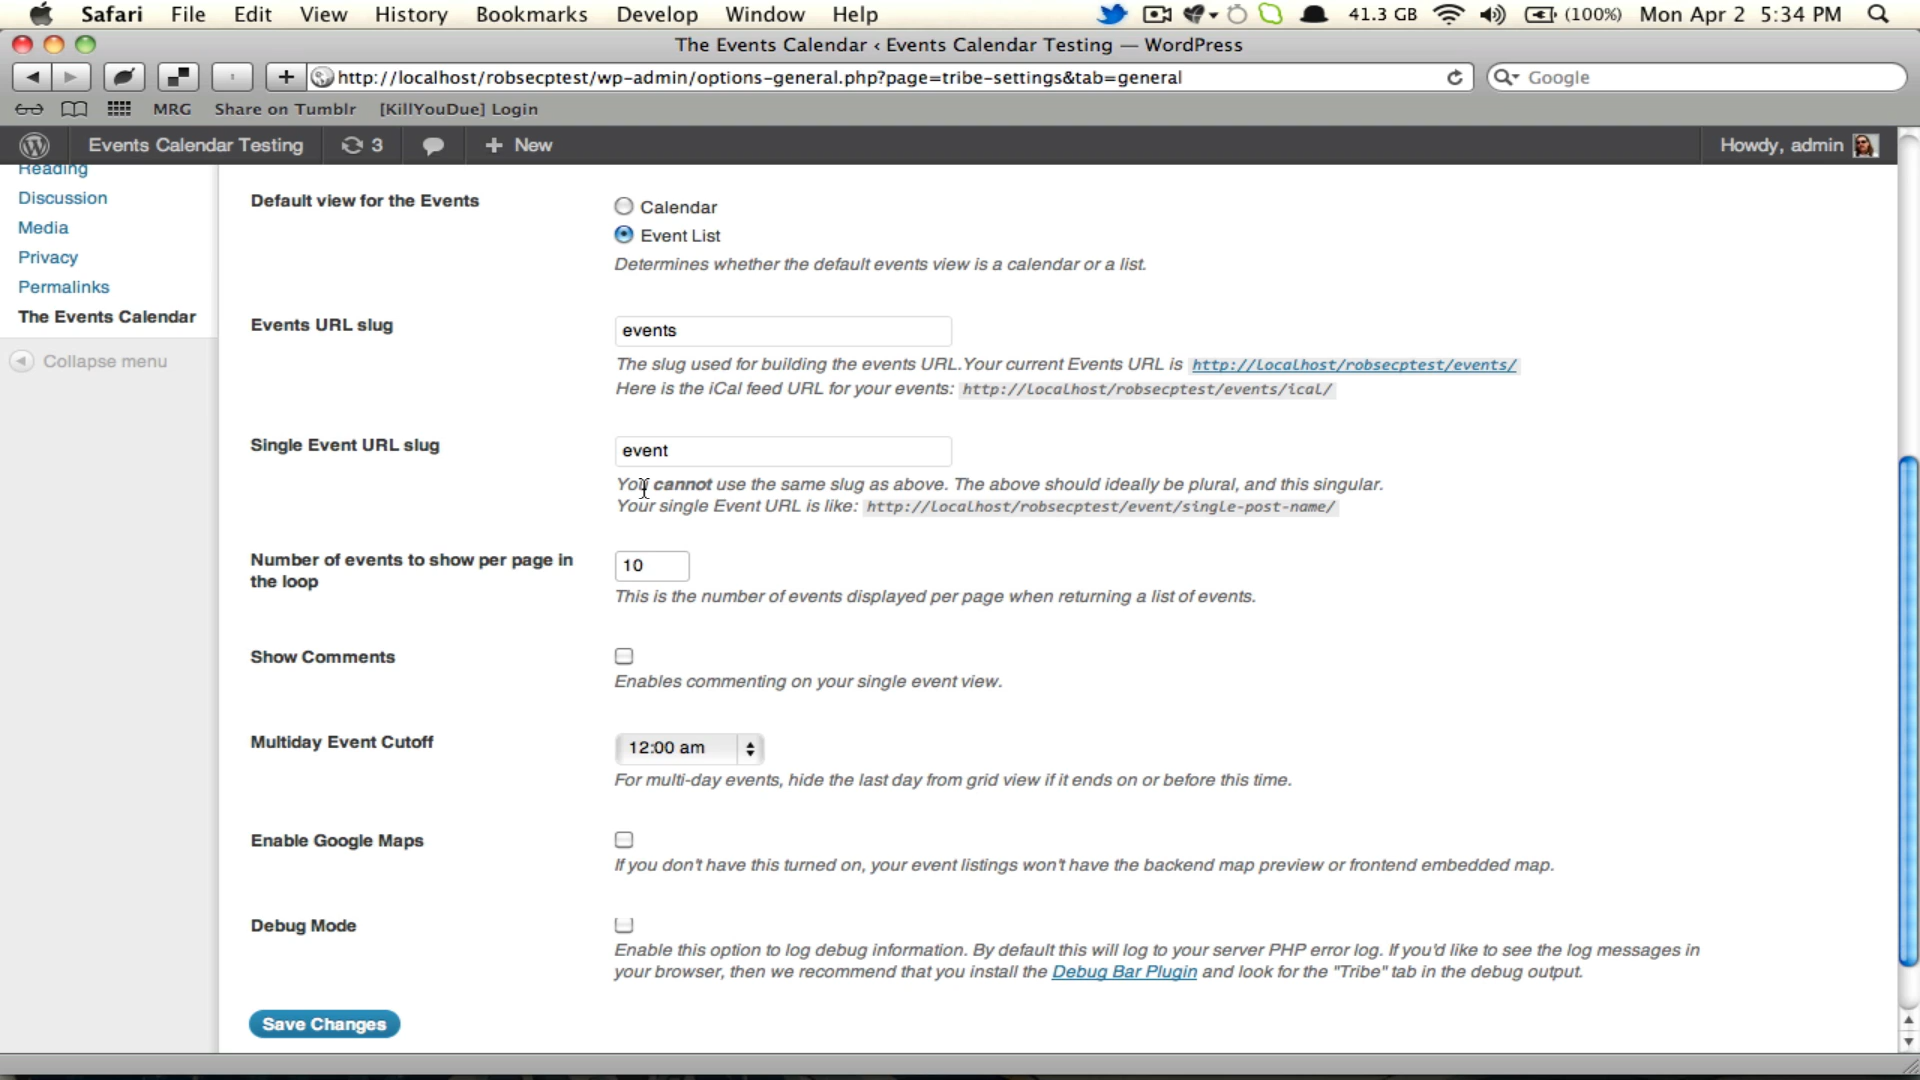 Safari File Edit View History Bookmarks Develop Window Help 41.3 GB (100%) Mon Apr 2 5:34 PM
The Events Calendar ‹ Events Calendar Testing — WordPress
http://localhost/robsecptest/wp-admin/options-general.php?page=tribe-settings&tab=general Google
MRG Share on Tumblr [KillYouDue] Login
Events Calendar Testing 3 + New Howdy, admin
Reading
Discussion
Media
Privacy
Permalinks
The Events Calendar
Collapse menu
Default view for the Events
Calendar
Event List
Determines whether the default events view is a calendar or a list.
Events URL slug
events
The slug used for building the events URL.Your current Events URL is http://localhost/robsecptest/events/
Here is the iCal feed URL for your events: http://localhost/robsecptest/events/ical/
Single Event URL slug
event
You cannot use the same slug as above. The above should ideally be plural, and this singular.
Your single Event URL is like: http://localhost/robsecptest/event/single-post-name/
Number of events to show per page in
the loop
10
This is the number of events displayed per page when returning a list of events.
Show Comments
Enables commenting on your single event view.
Multiday Event Cutoff
12:00 am
For multi-day events, hide the last day from grid view if it ends on or before this time.
Enable Google Maps
If you don't have this turned on, your event listings won't have the backend map preview or frontend embedded map.
Debug Mode
Enable this option to log debug information. By default this will log to your server PHP error log. If you'd like to see the log messages in
your browser, then we recommend that you install the Debug Bar Plugin and look for the "Tribe" tab in the debug output.
Save Changes